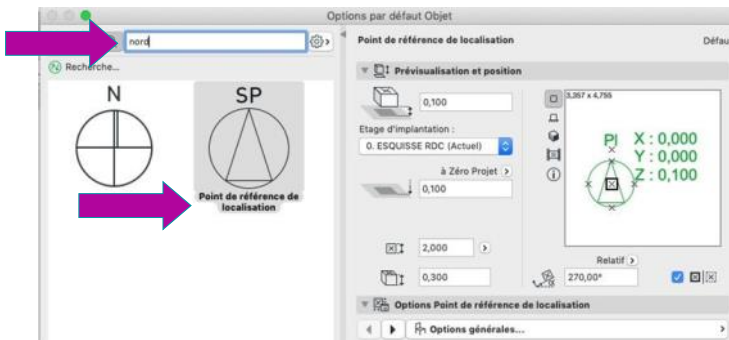 Options par défaut Objet
nord
Recherche...
N
SP
Point de référence de
localisation
Point de référence de localisation
Défau
Prévisualisation et position
0,100
Etage d'implantation :
0. ESQUISSE RDC (Actuel)
à Zéro Projet
0,100
2,000
0,300
3,357 x 4,755
PI
X : 0,000
Y : 0,000
Z : 0,100
Relatif
270,00°
Options Point de référence de localisation
Options générales...